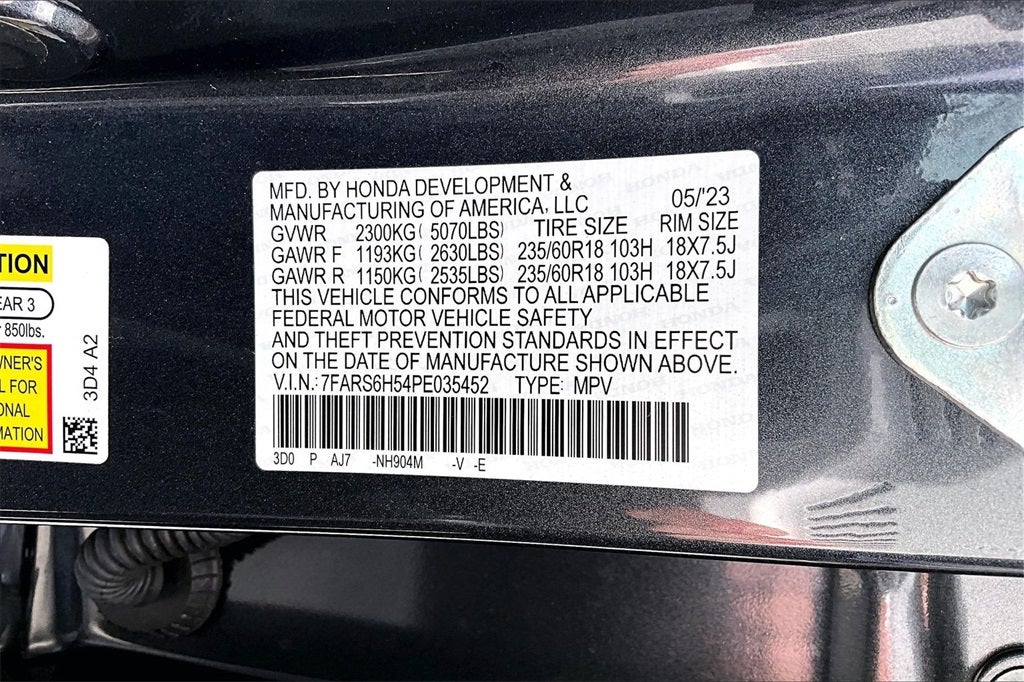 MFD. BY HONDA DEVELOPMENT &
MANUFACTURING OF AMERICA, LLC 05/'23
GVWR 2300KG( 5070LBS) TIRE SIZE RIM SIZE
GAWR F 1193KG( 2630LBS) 235/60R18 103H 18X7.5J
GAWR R 1150KG( 2535LBS) 235/60R18 103H 18X7.5J
THIS VEHICLE CONFORMS TO ALL APPLICABLE
FEDERAL MOTOR VEHICLE SAFETY
AND THEFT PREVENTION STANDARDS IN EFFECT
ON THE DATE OF MANUFACTURE SHOWN ABOVE.
V.I.N.: 7FARS6H54PE035452 TYPE: MPV
3D0 P AJ7 -NH904M -V -E
TION
EAR 3
850lbs.
WNER'S
L FOR
ONAL
MATION
3D4 A2